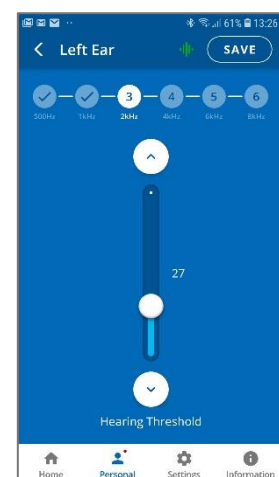 61% 13:26
Left Ear SAVE
3 4 5 6
500Hz 1kHz 2kHz 4kHz 6kHz 8kHz
27
Hearing Threshold
Home Personal Settings Information